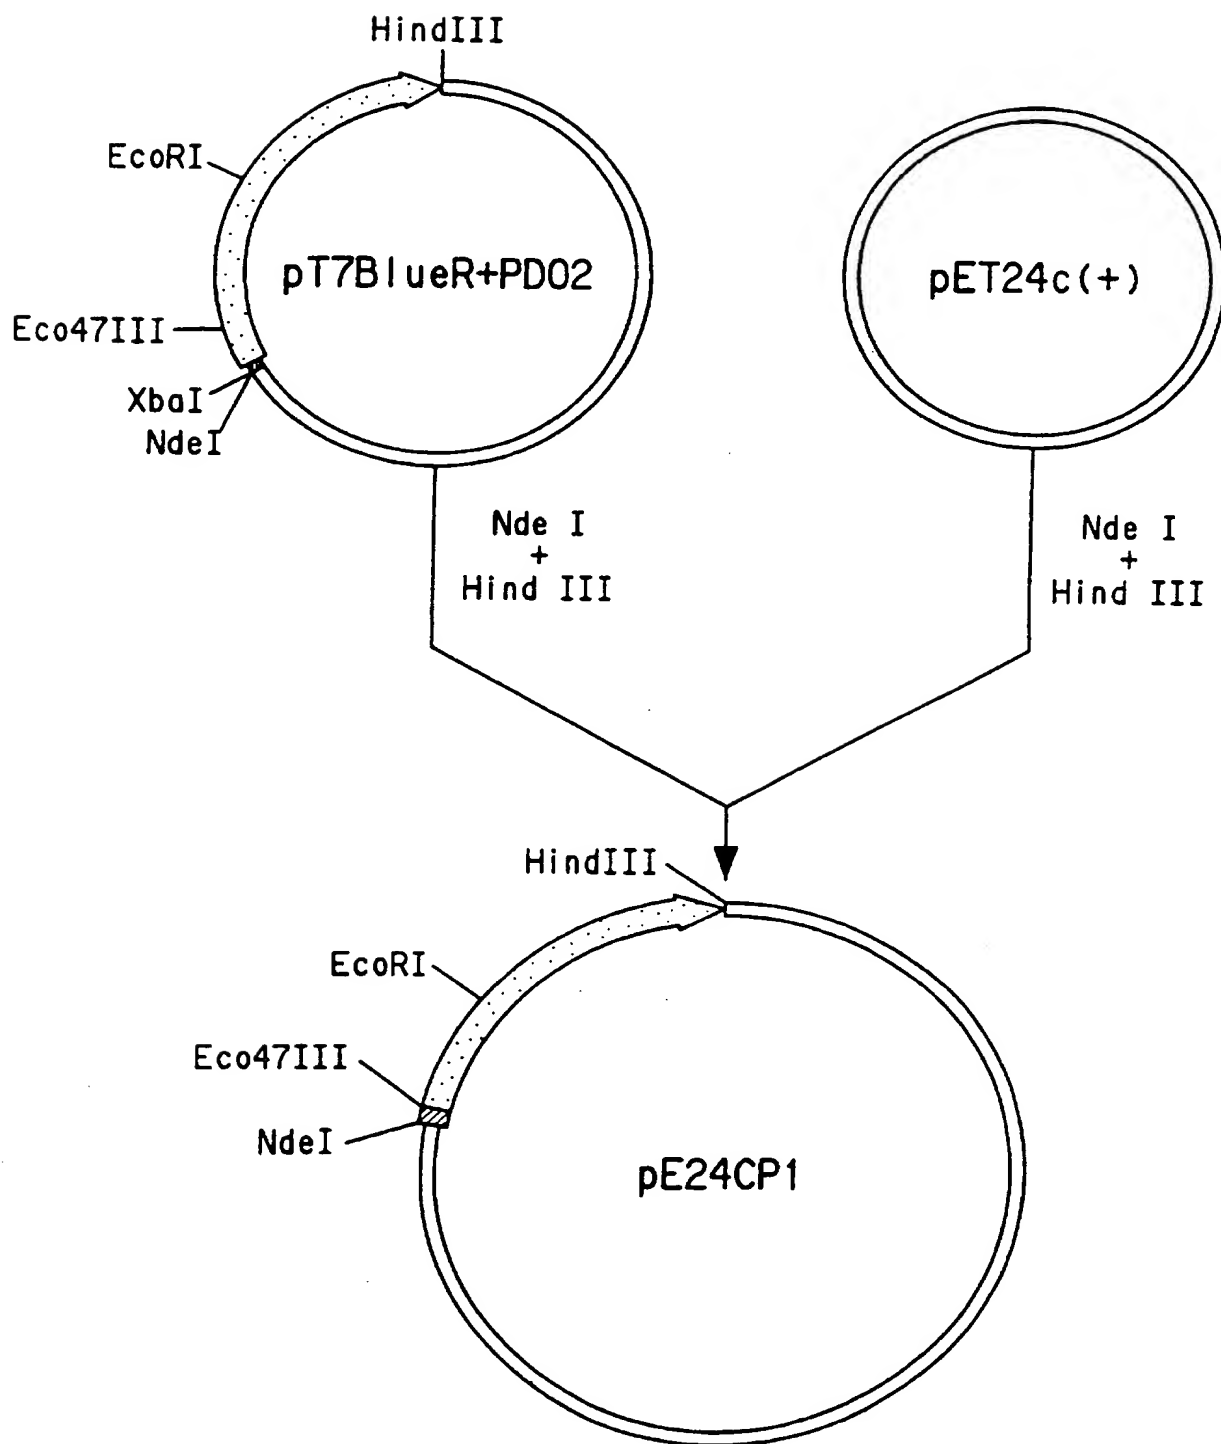 HindIII
EcoRI
pT7BlueR+PD02
pET24c(+)
Eco47III
XbaI
NdeI
Nde I
+
Hind III
Nde I
+
Hind III
HindIII
EcoRI
Eco47III
NdeI
pE24CP1